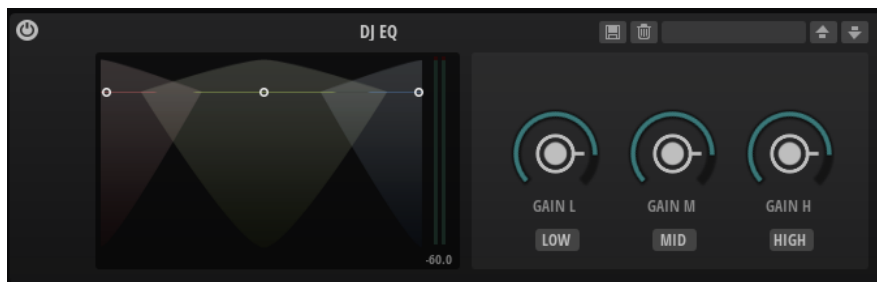 DJ EQ
-60.0
GAIN L
GAIN M
GAIN H
LOW
MID
HIGH